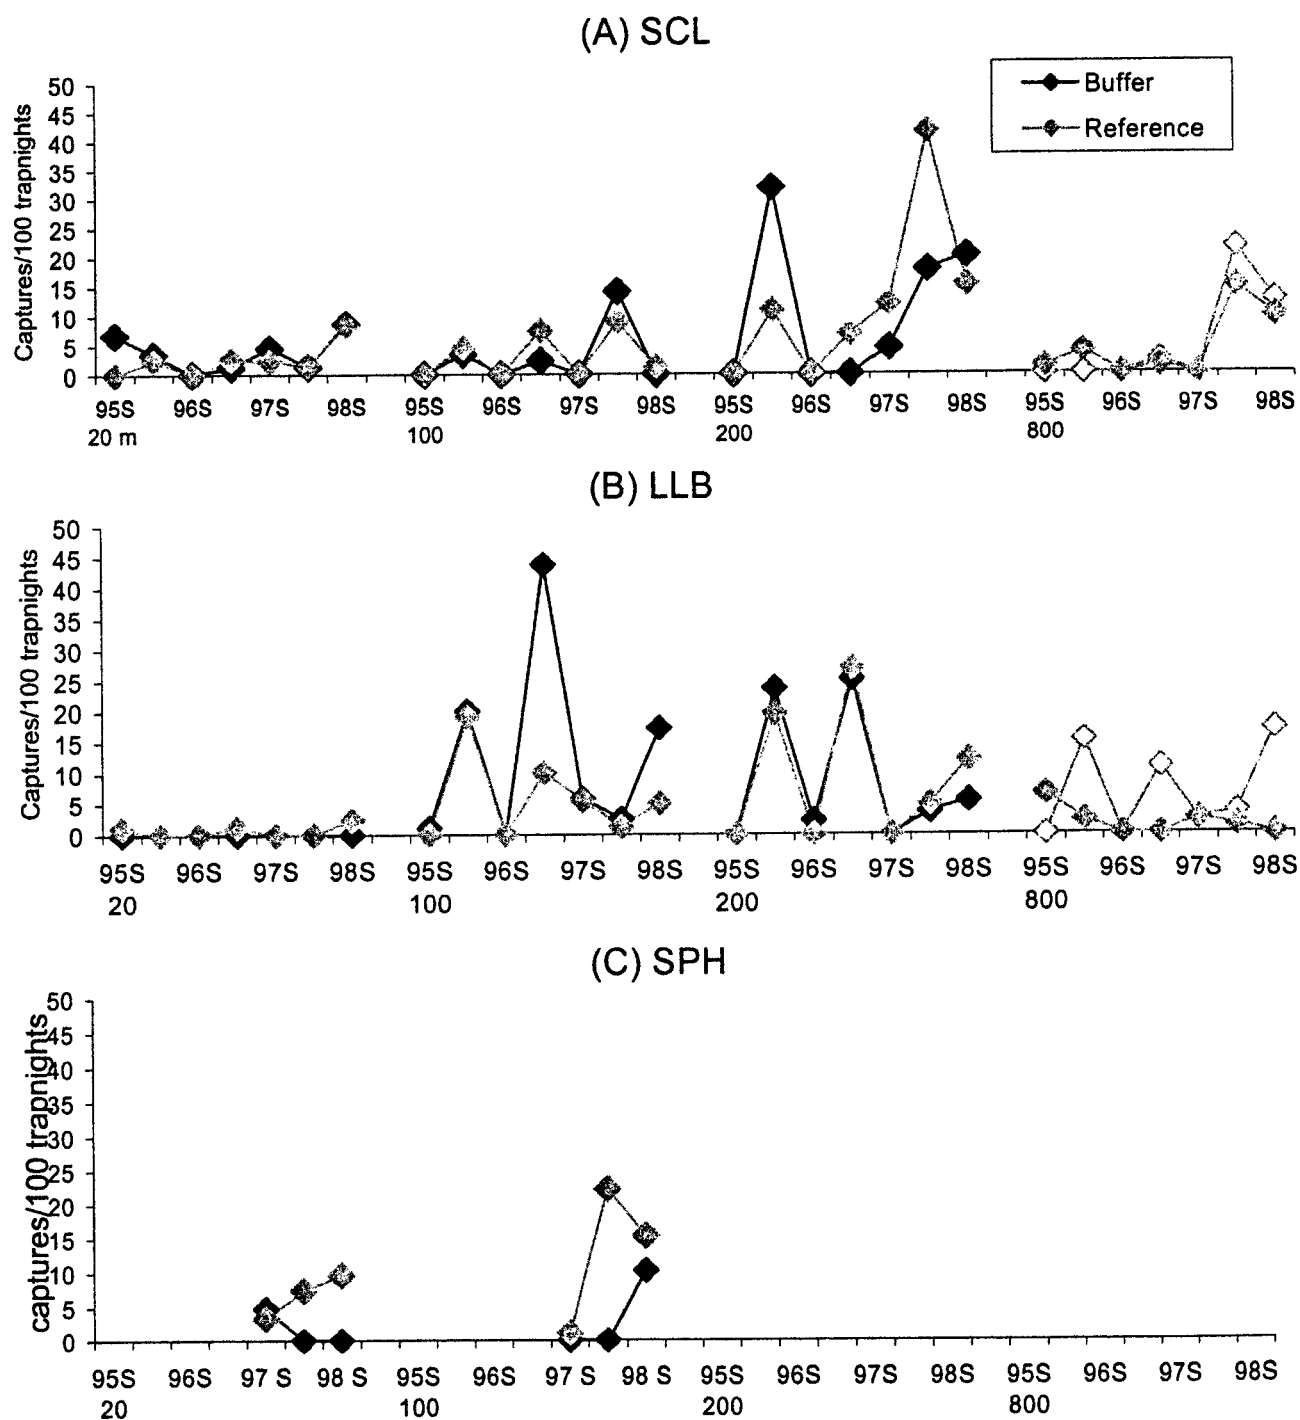 (A) SCL
Buffer
Reference
Captures/100 trapnights
50
45
40
35
30
25
20
15
10
5
0
95S 96S 97S 98S 95S 96S 97S 98S 95S 96S 97S 98S 95S 96S 97S 98S
20 m 100 200 800
(B) LLB
Captures/100 trapnights
50
45
40
35
30
25
20
15
10
5
0
95S 96S 97S 98S 95S 96S 97S 98S 95S 96S 97S 98S 95S 96S 97S 98S
20 100 200 800
(C) SPH
captures/100 trapnights
50
45
40
35
30
25
20
15
10
5
0
95S 96S 97 S 98 S 95S 96S 97 S 98 S 95S 96S 97S 98S 95S 96S 97S 98S
20 100 200 800